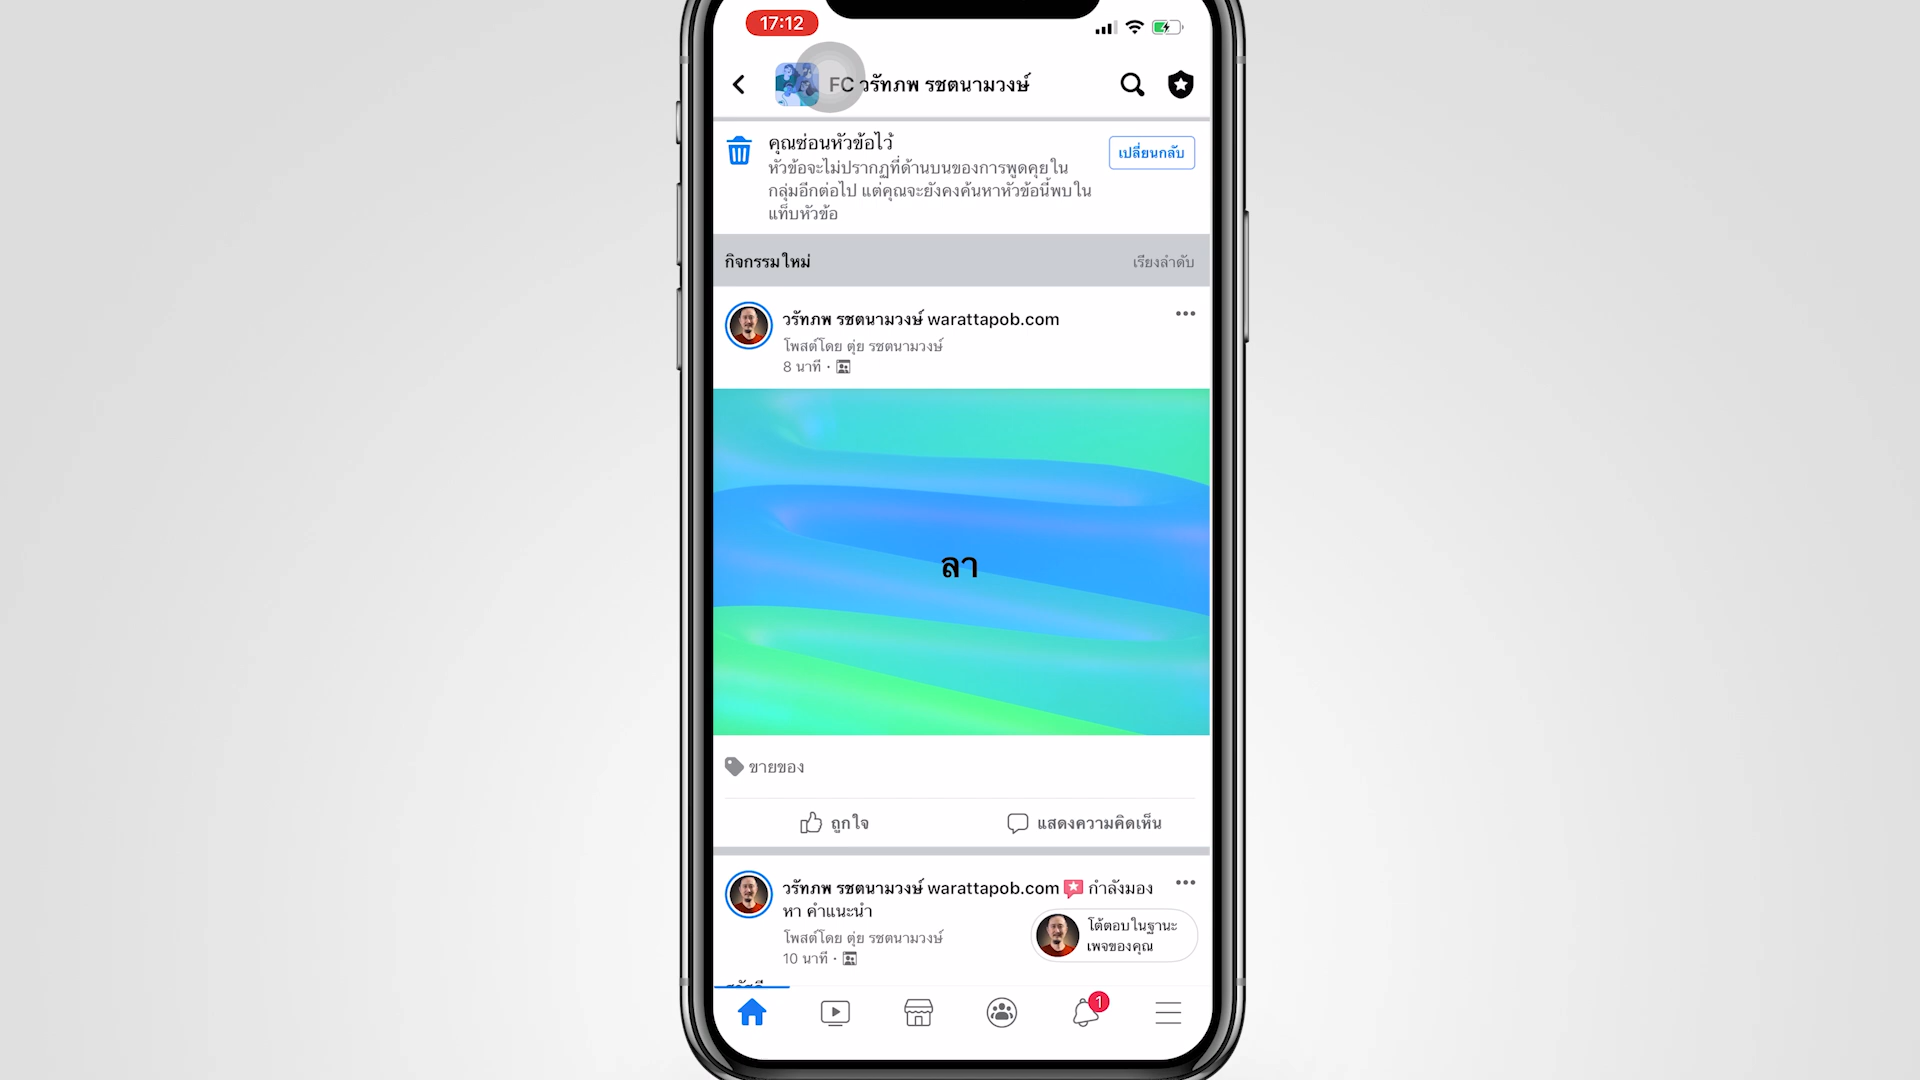 17:12
FC วรัทภพ รชตนามวงษ์
คุณซ่อนหัวข้อไว้
หัวข้อจะไม่ปรากฏที่ด้านบนของการพูดคุยใน
กลุ่มอีกต่อไป แต่คุณจะยังคงค้นหาหัวข้อนี้พบใน
แท็บหัวข้อ
เปลี่ยนกลับ
กิจกรรมใหม่
เรียงลำดับ
วรัทภพ รชตนามวงษ์ warattapob.com
โพสต์โดย ตุ่ย รชตนามวงษ์
8 นาที ·
ลา
ขายของ
ถูกใจ
แสดงความคิดเห็น
วรัทภพ รชตนามวงษ์ warattapob.com กำลังมอง
หา คำแนะนำ
โพสต์โดย ตุ่ย รชตนามวงษ์
10 นาที ·
โต้ตอบในฐานะ
เพจของคุณ
1